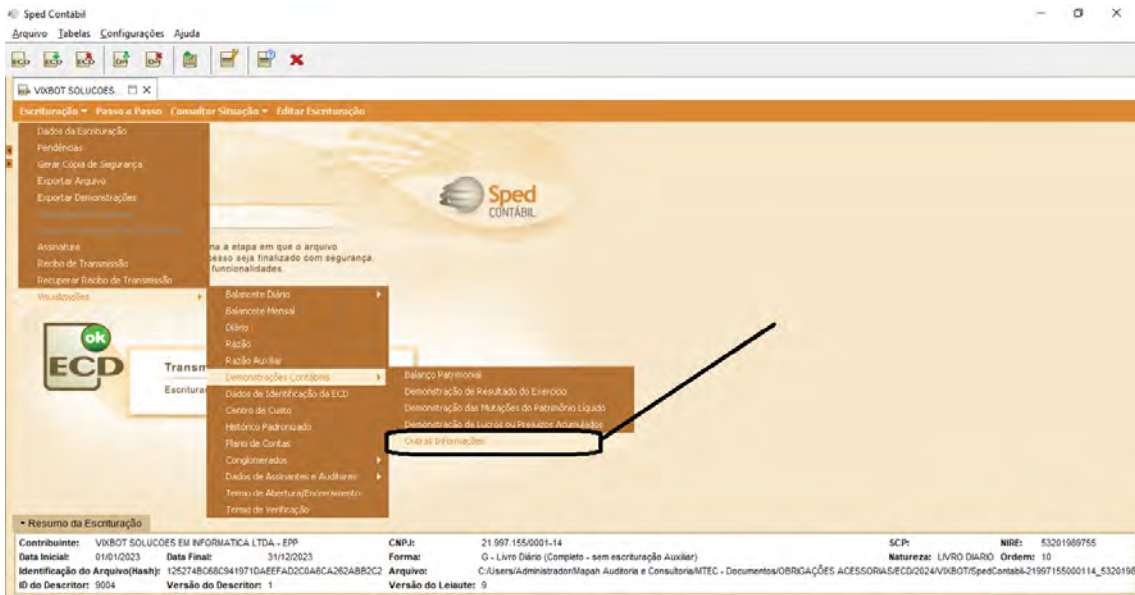 Sped Contábil
Arquivo Tabelas Configurações Ajuda
VIXBOT SOLUCOES...
Escrituração Passo a Passo Consultar Situação Editar Escrituração
Dados da Escrituração
Pendências
Gerar Cópia de Segurança
Exportar Arquivo
Exportar Demonstrações
Assinatura
Recibo de Transmissão
Recuperar Recibo de Transmissão
Visualizações
Sped
CONTÁBIL
a a etapa em que o arquivo
esso seja finalizado com segurança.
funcionalidades.
ok
ECD
Transm
Escritura
Balancete Diário
Balancete Mensal
Diário
Razão
Razão Auxiliar
Demonstrações Contábeis
Dados de Identificação da ECD
Centro de Custo
Histórico Padronizado
Plano de Contas
Conglomerados
Dados de Assinantes e Auditores
Termo de Abertura/Encerramento
Termo de Verificação
Balanço Patrimonial
Demonstração de Resultado do Exercício
Demonstração das Mutações do Patrimônio Líquido
Demonstração de Lucros ou Prejuízos Acumulados
Outras Informações
Resumo da Escrituração
Contribuinte: VIXBOT SOLUCOES EM INFORMATICA LTDA - EPP CNPJ: 21.997.155/0001-14 SCP: NIRE: 53201989755
Data Inicial: 01/01/2023 Data Final: 31/12/2023 Forma: G - Livro Diário (Completo - sem escrituração Auxiliar) Natureza: LIVRO DIARIO Ordem: 10
Identificação do Arquivo(Hash): 125274BC68C941971DAEEFAD2C0A6CA262ABB2C2 Arquivo: C:/Users/Administrador/Mapah Auditoria e Consultoria/MTEC - Documentos/OBRIGAÇÕES ACESSORIAS/ECD/2024/VIXBOT/SpedContabil-21997155000114_5320198
ID do Descritor: 9004 Versão do Descritor: 1 Versão do Leiaute: 9